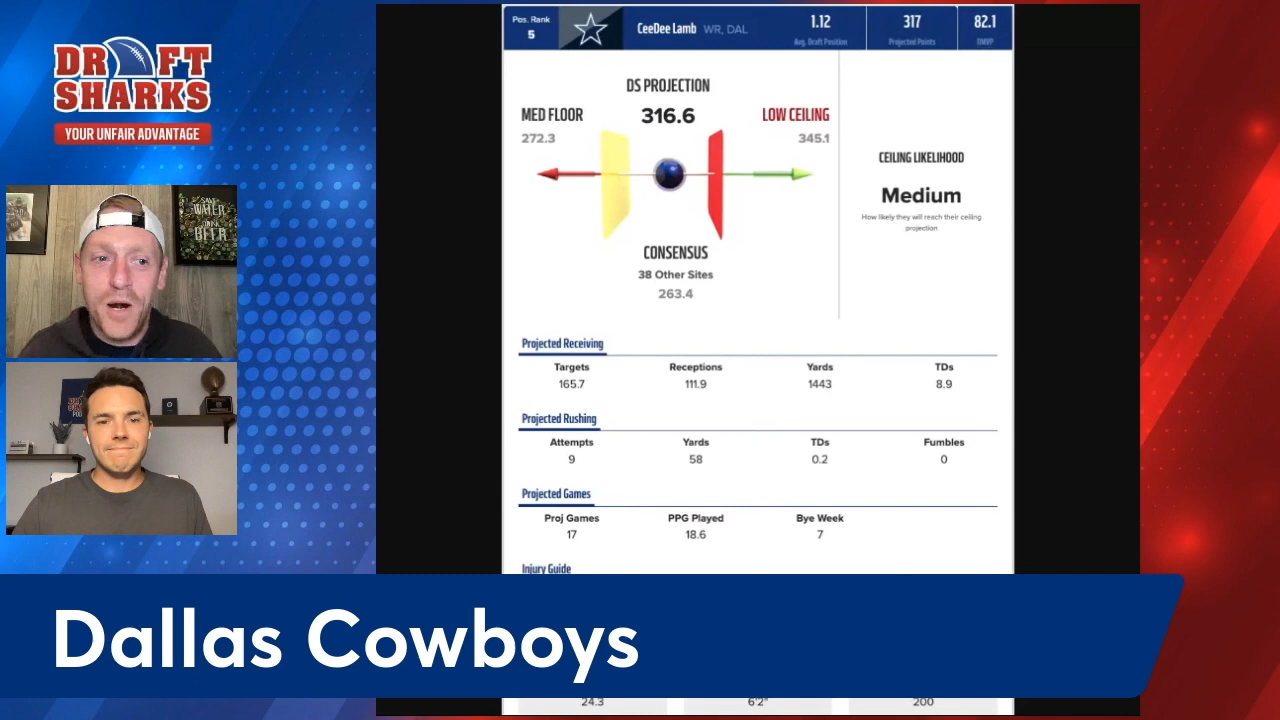 DRAFT
SHARKS
YOUR UNFAIR ADVANTAGE
SALT
WATER
DRINK
BEER
Pos. Rank
5
CeeDee Lamb WR, DAL
1.12
Avg. Draft Position
317
Projected Points
82.1
DMVP
DS PROJECTION
316.6
MED FLOOR
272.3
LOW CEILING
345.1
CONSENSUS
38 Other Sites
263.4
CEILING LIKELIHOOD
Medium
How likely they will reach their ceiling
projection
Projected Receiving
Targets Receptions Yards TDs
165.7 111.9 1443 8.9
Projected Rushing
Attempts Yards TDs Fumbles
9 58 0.2 0
Projected Games
Proj Games PPG Played Bye Week
17 18.6 7
Injury Guide
Dallas Cowboys
24.3 6'2" 200